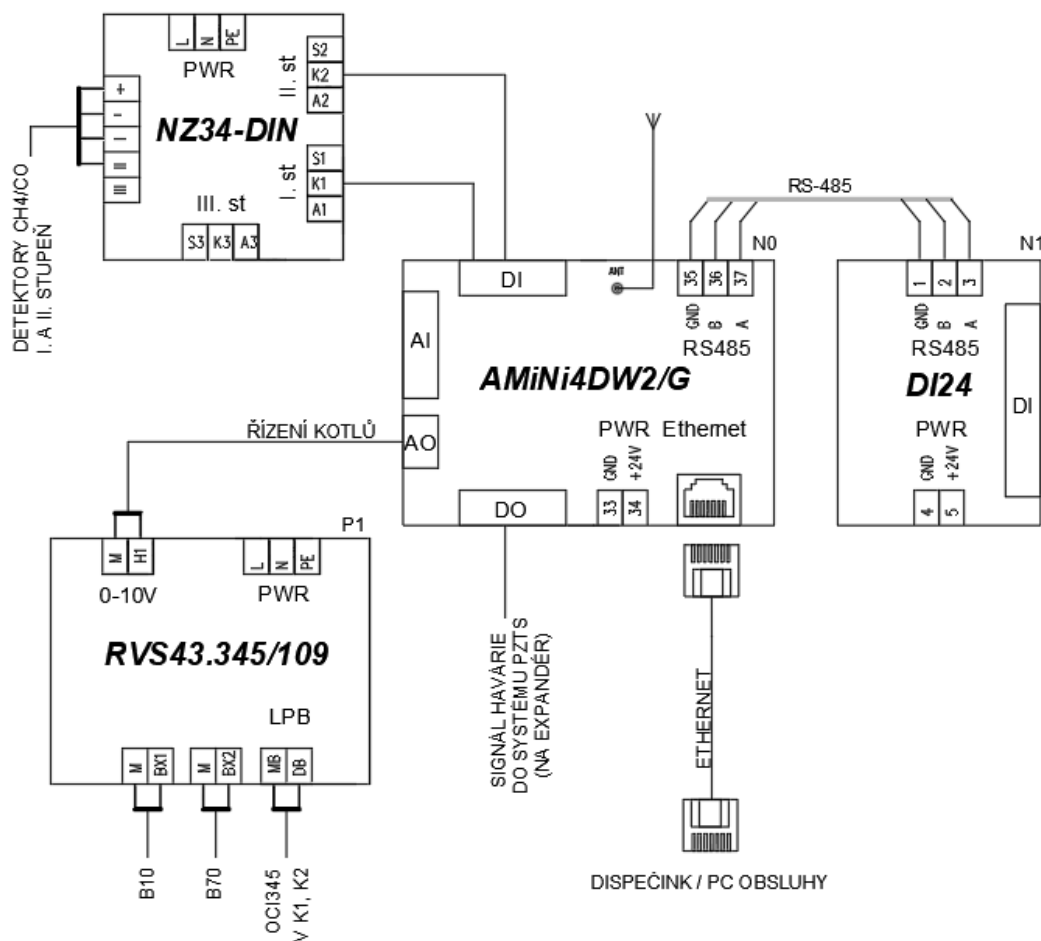 L N PE
PWR
NZ34-DIN
+
-
I
II
III
II. st
S2
K2
A2
I. st
S1
K1
A1
III. st
S3 K3 A3
DETEKTORY CH4/CO
I. A II. STUPEŇ
RS-485
N0
N1
DI
ANT
35 36 37
GND B A
RS485
AI
AMiNi4DW2/G
AO
ŘÍZENÍ KOTLŮ
PWR Ethernet
GND +24V
33 34
DO
1 2 3
GND B A
RS485
DI24
DI
PWR
GND +24V
4 5
P1
M H1
0-10V
L N PE
PWR
RVS43.345/109
LPB
M BX1
M BX2
MB DB
B10
B70
OCI345
V K1, K2
SIGNÁL HAVÁRIE
DO SYSTÉMU PZTS
(NA EXPANDÉR)
ETHERNET
DISPEČINK / PC OBSLUHY